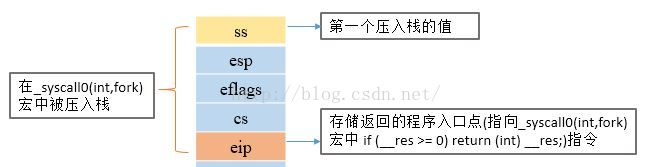 ss
第一个压入栈的值
esp
在_syscall0(int,fork)
宏中被压入栈
eflags
http://blog.csdn.net/
cs
存储返回的程序入口点(指向_syscall0(int,fork)
宏中 if (__res >= 0) return (int) __res;)指令
eip